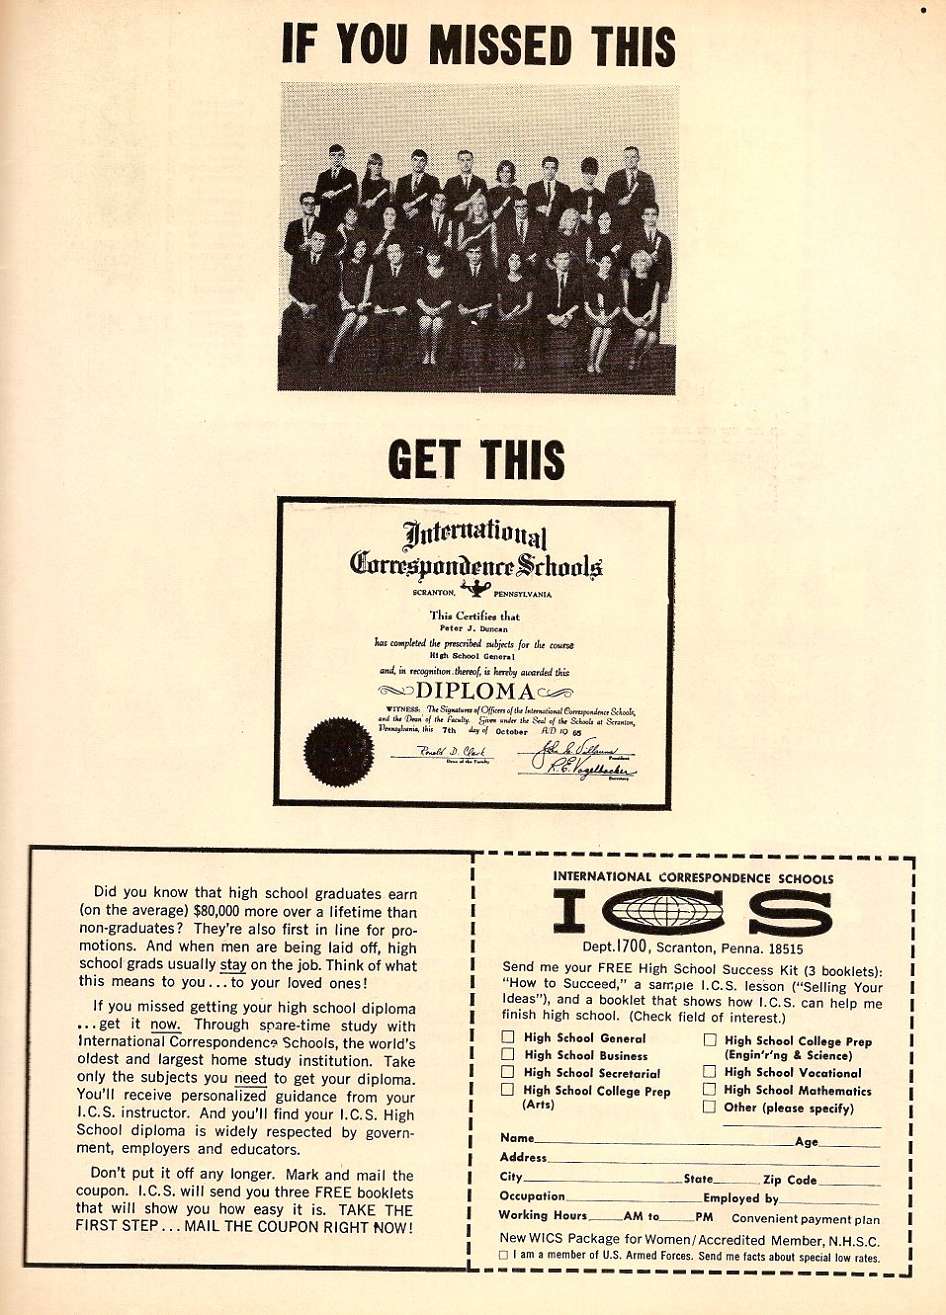 IF YOU MISSED THIS
GET THIS
International
Correspondence Schools
SCRANTON, PENNSYLVANIA
This Certifies that
Peter J. Duncan
has completed the prescribed subjects for the course
High School General
and, in recognition thereof, is hereby awarded this
DIPLOMA
WITNESS: The Signatures of Officers of the International Correspondence Schools,
and the Dean of the Faculty. Given under the Seal of the Schools at Scranton,
Pennsylvania, this 7th day of October A.D. 19 65
Ronald D. Clark
Dean of the Faculty
President
R.E. Vogelhacker
Secretary
Did you know that high school graduates earn
(on the average) $80,000 more over a lifetime than
non-graduates? They're also first in line for pro-
motions. And when men are being laid off, high
school grads usually stay on the job. Think of what
this means to you...to your loved ones!
If you missed getting your high school diploma
...get it now. Through spare-time study with
International Correspondence Schools, the world's
oldest and largest home study institution. Take
only the subjects you need to get your diploma.
You'll receive personalized guidance from your
I.C.S. instructor. And you'll find your I.C.S. High
School diploma is widely respected by govern-
ment, employers and educators.
Don't put it off any longer. Mark and mail the
coupon. I.C.S. will send you three FREE booklets
that will show you how easy it is. TAKE THE
FIRST STEP...MAIL THE COUPON RIGHT NOW!
INTERNATIONAL CORRESPONDENCE SCHOOLS
ICS
Dept.1700, Scranton, Penna. 18515
Send me your FREE High School Success Kit (3 booklets):
"How to Succeed," a sample I.C.S. lesson ("Selling Your
Ideas"), and a booklet that shows how I.C.S. can help me
finish high school. (Check field of interest.)
High School General
High School Business
High School Secretarial
High School College Prep
(Arts)
High School College Prep
(Engin'r'ng & Science)
High School Vocational
High School Mathematics
Other (please specify)
Name Age
Address
City State Zip Code
Occupation Employed by
Working Hours AM to PM Convenient payment plan
New WICS Package for Women/Accredited Member, N.H.S.C.
I am a member of U.S. Armed Forces. Send me facts about special low rates.